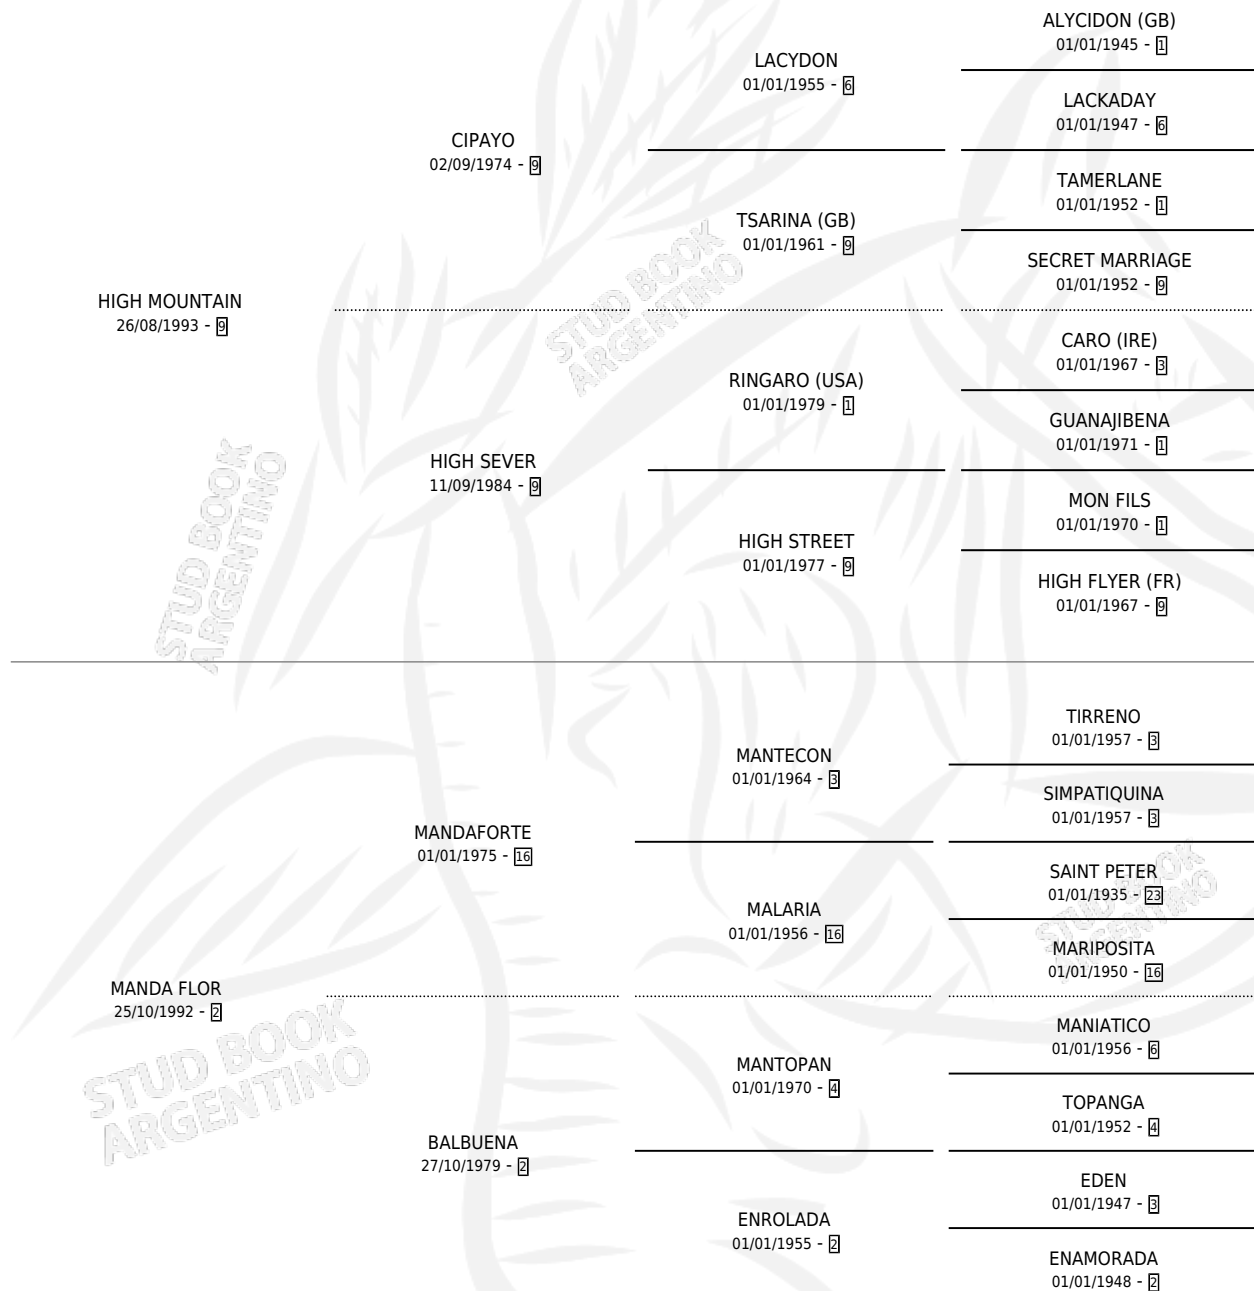 ALYCIDON (GB)
01/01/1945 - 1
LACYDON
01/01/1955 - 6
LACKADAY
01/01/1947 - 6
CIPAYO
02/09/1974 - 9
TAMERLANE
01/01/1952 - 1
TSARINA (GB)
01/01/1961 - 9
SECRET MARRIAGE
01/01/1952 - 9
HIGH MOUNTAIN
26/08/1993 - 9
CARO (IRE)
01/01/1967 - 3
RINGARO (USA)
01/01/1979 - 1
GUANAJIBENA
01/01/1971 - 1
HIGH SEVER
11/09/1984 - 9
MON FILS
01/01/1970 - 1
HIGH STREET
01/01/1977 - 9
HIGH FLYER (FR)
01/01/1967 - 9
STUD BOOK
ARGENTINO
STUD BOOK
ARGENTINO
TIRRENO
01/01/1957 - 3
MANTECON
01/01/1964 - 3
SIMPATIQUINA
01/01/1957 - 3
MANDAFORTE
01/01/1975 - 16
SAINT PETER
01/01/1935 - 23
MALARIA
01/01/1956 - 16
MARIPOSITA
01/01/1950 - 16
MANDA FLOR
25/10/1992 - 2
MANIATICO
01/01/1956 - 6
MANTOPAN
01/01/1970 - 4
TOPANGA
01/01/1952 - 4
BALBUENA
27/10/1979 - 2
EDEN
01/01/1947 - 3
ENROLADA
01/01/1955 - 2
ENAMORADA
01/01/1948 - 2
STUD BOOK
ARGENTINO
STUD BOOK
ARGENTINO